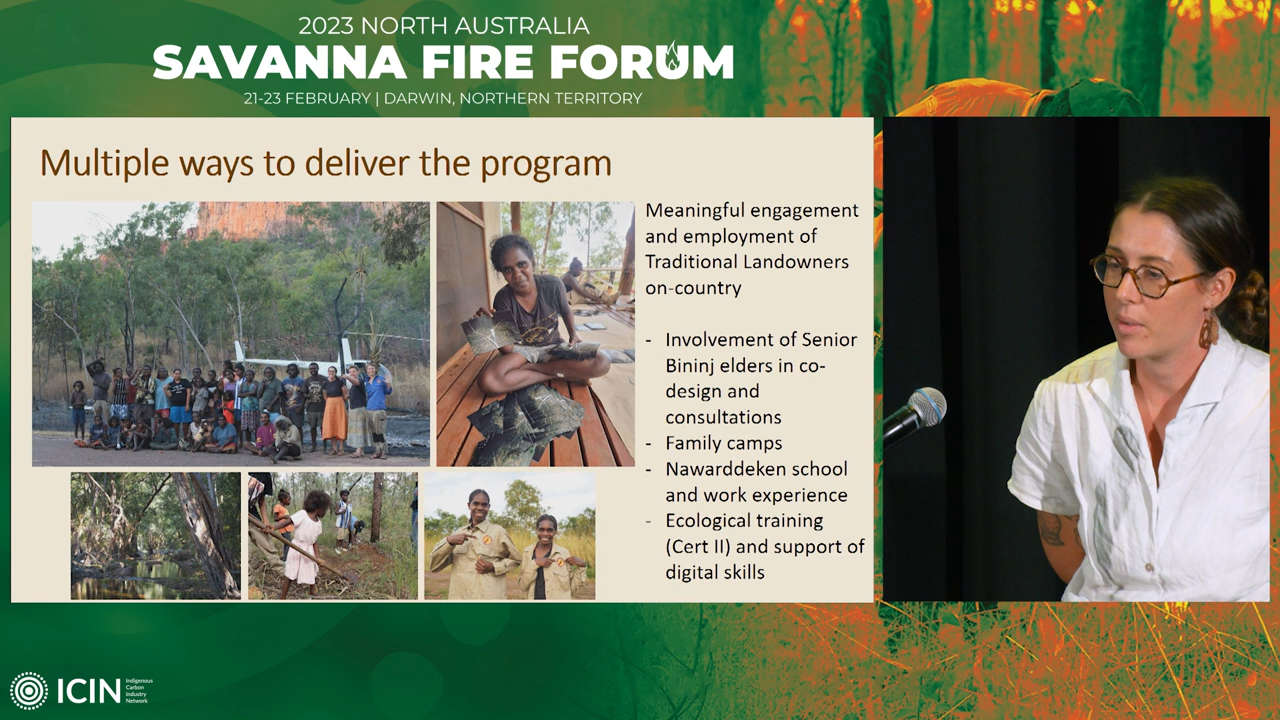 2023 NORTH AUSTRALIA
SAVANNA FIRE FORUM
21-23 FEBRUARY | DARWIN, NORTHERN TERRITORY
Multiple ways to deliver the program
Meaningful engagement
and employment of
Traditional Landowners
on-country
- Involvement of Senior
Bininj elders in co-
design and
consultations
- Family camps
- Nawarddeken school
and work experience
- Ecological training
(Cert II) and support of
digital skills
ICIN
Indigenous
Carbon
Industry
Network